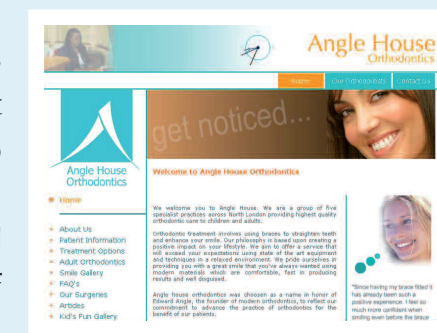 Angle House
Orthodontics
Home
Our Orthodontists
Contact Us
get noticed...
Angle House
Orthodontics
Welcome to Angle House Orthodontics
Home
About Us
Patient Information
Treatment Options
Adult Orthodontics
Smile Gallery
FAQ's
Our Surgeries
Articles
Kid's Fun Gallery
We welcome you to Angle House. We are a group of five
specialist practices across North London providing highest quality
orthodontic care to children and adults.
Orthodontic treatment involves using braces to straighten teeth
and enhance your smile. Our philosophy is based upon creating a
positive impact on your lifestyle. We aim to offer a service that
will exceed your expectations using state of the art equipment
and techniques in a relaxed environment. We pride ourselves in
providing you with a great smile that you've always wanted using
modern materials which are comfortable, fast in producing
results and well disguised.
Angle house orthodontics was choosen as a name in honor of
Edward Angle, the founder of modern orthodontics, to reflect our
commitment to advance the practice of orthodontics for the
benefit of our patients.
"Since having my brace fitted it
has already been such a
positive experience. I feel so
much more confident when
smiling even before the brace